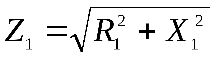 Z₁ = √(R₁² + X₁²)